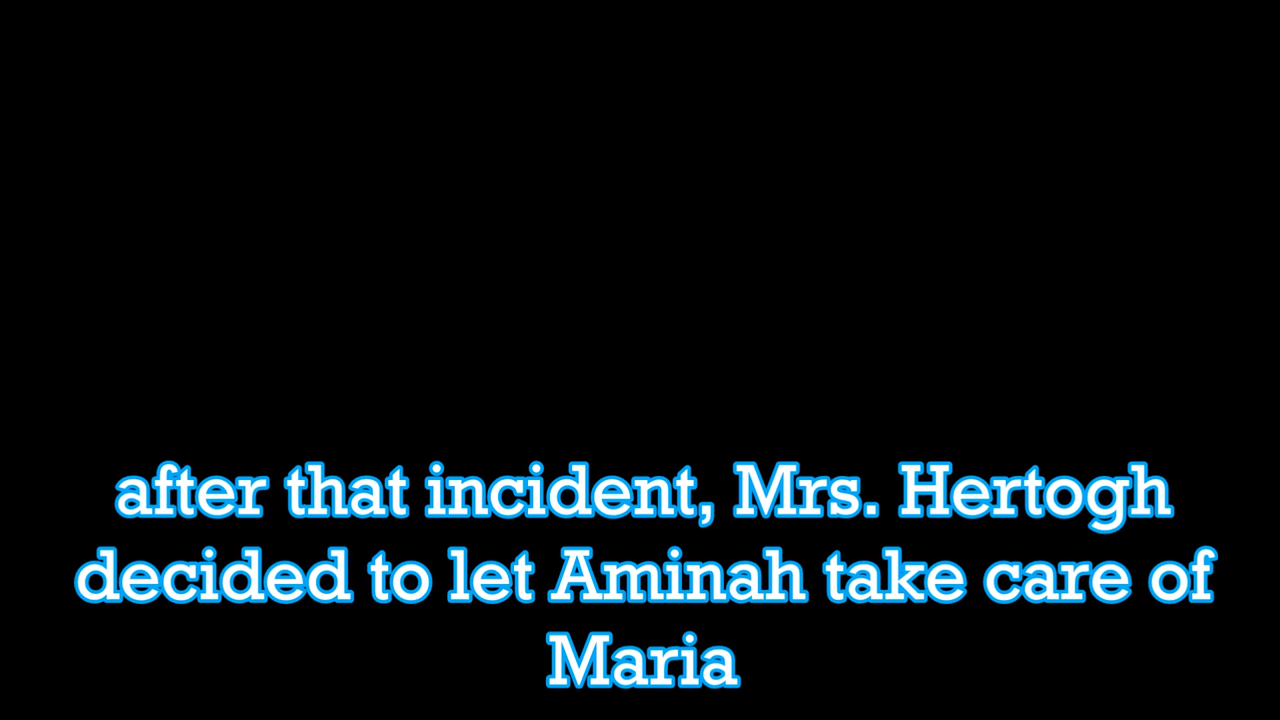 after that incident, Mrs. Hertogh
decided to let Aminah take care of
Maria